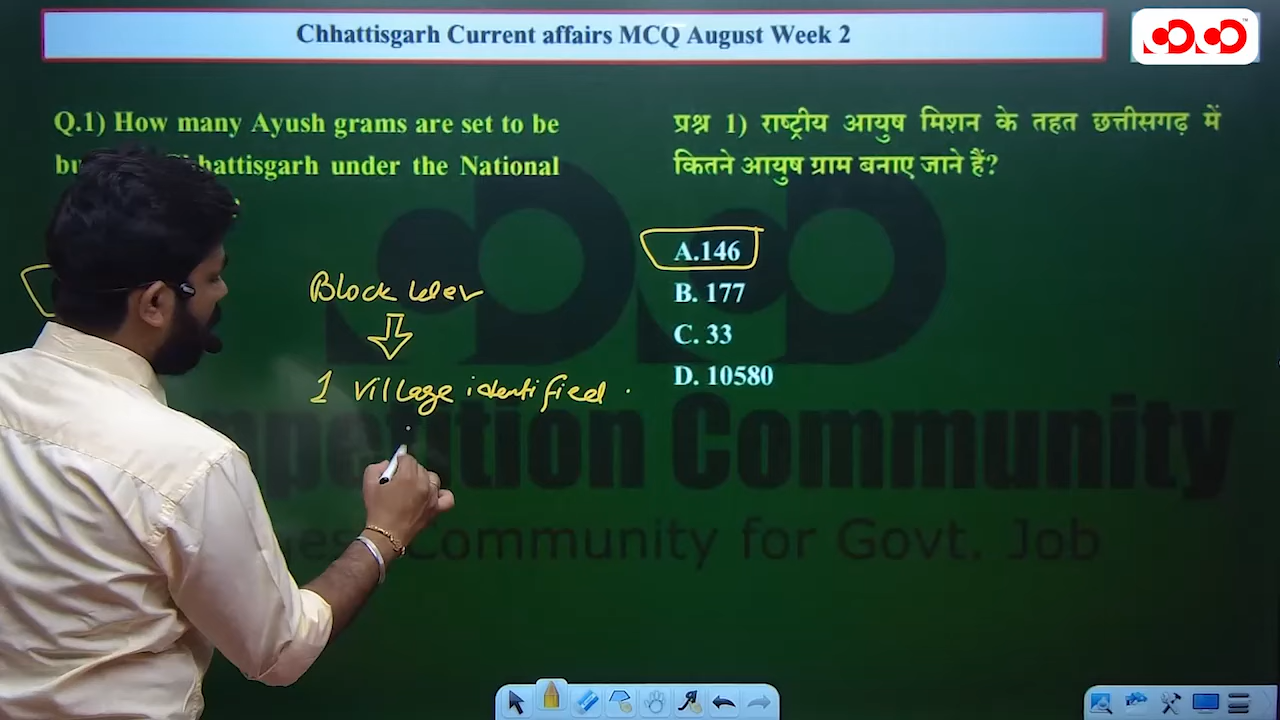 Chhattisgarh Current affairs MCQ August Week 2
Q.1) How many Ayush grams are set to be
hattisgarh under the National
प्रश्न 1) राष्ट्रीय आयुष मिशन के तहत छत्तीसगढ़ में
कितने आयुष ग्राम बनाए जाने हैं?
A.146
B. 177
C. 33
D. 10580
Block
1 Village identified.
Community
Community for Govt. Job